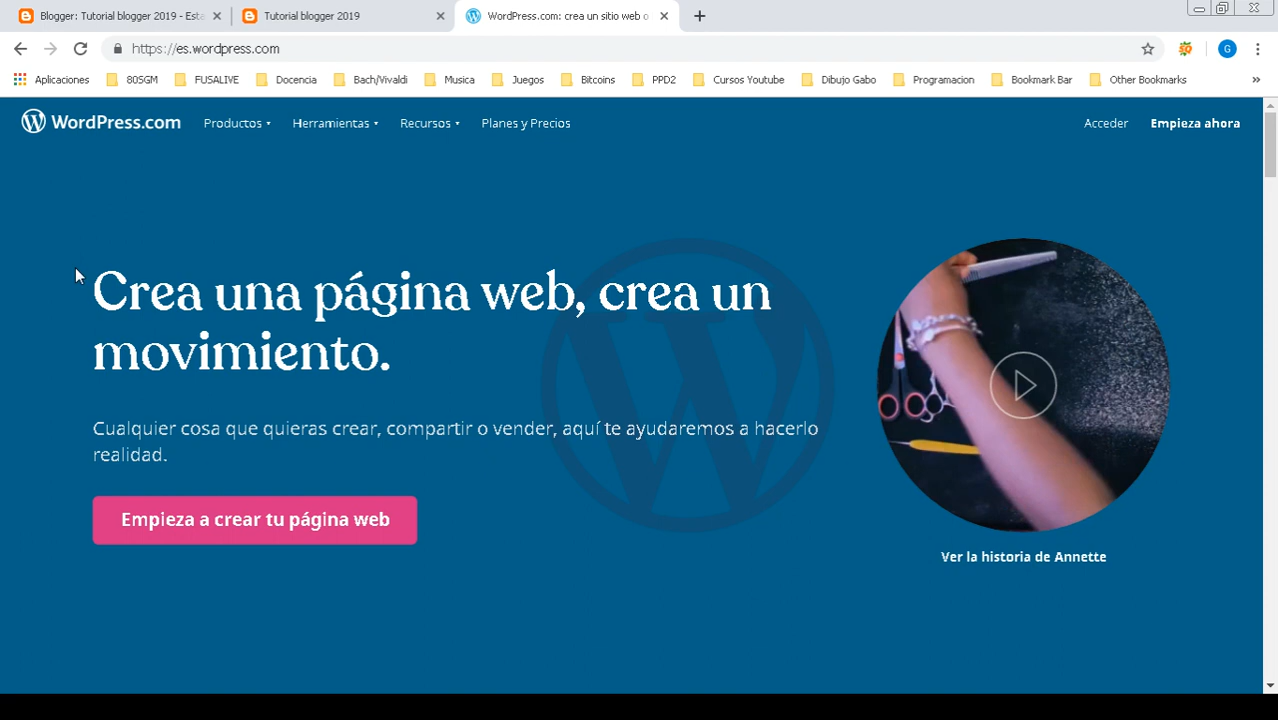 Blogger: Tutorial blogger 2019 - Esta
Tutorial blogger 2019
WordPress.com: crea un sitio web o
https://es.wordpress.com
G
Aplicaciones
80SGM
FUSALIVE
Docencia
Bach/Vivaldi
Musica
Juegos
Bitcoins
PPD2
Cursos Youtube
Dibujo Gabo
Programacion
Bookmark Bar
Other Bookmarks
WordPress.com
Productos
Herramientas
Recursos
Planes y Precios
Acceder
Empieza ahora
Crea una página web, crea un
movimiento.
Cualquier cosa que quieras crear, compartir o vender, aquí te ayudaremos a hacerlo
realidad.
Empieza a crear tu página web
Ver la historia de Annette